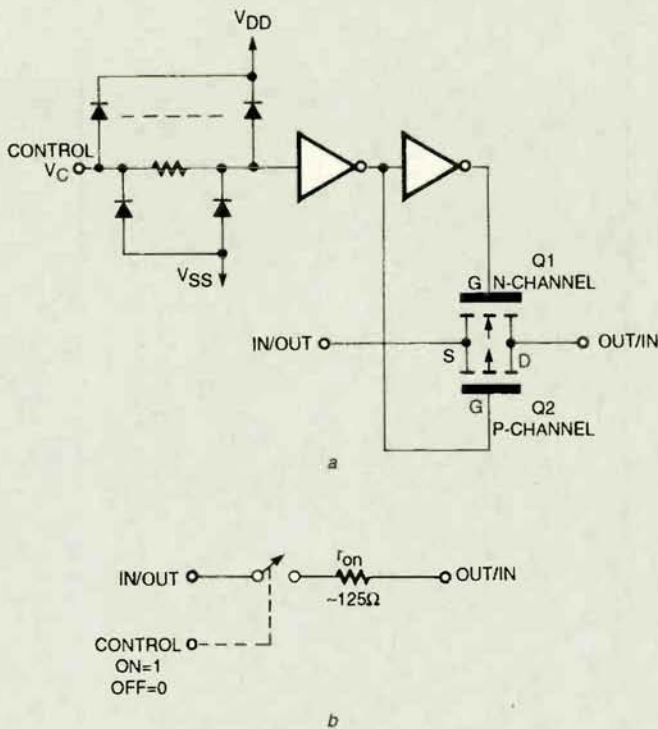 VDD
CONTROL
VC
VSS
Q1
G N-CHANNEL
IN/OUT
OUT/IN
S
D
G
Q2
P-CHANNEL
a
ron
IN/OUT
OUT/IN
~125Ω
CONTROL
ON=1
OFF=0
b